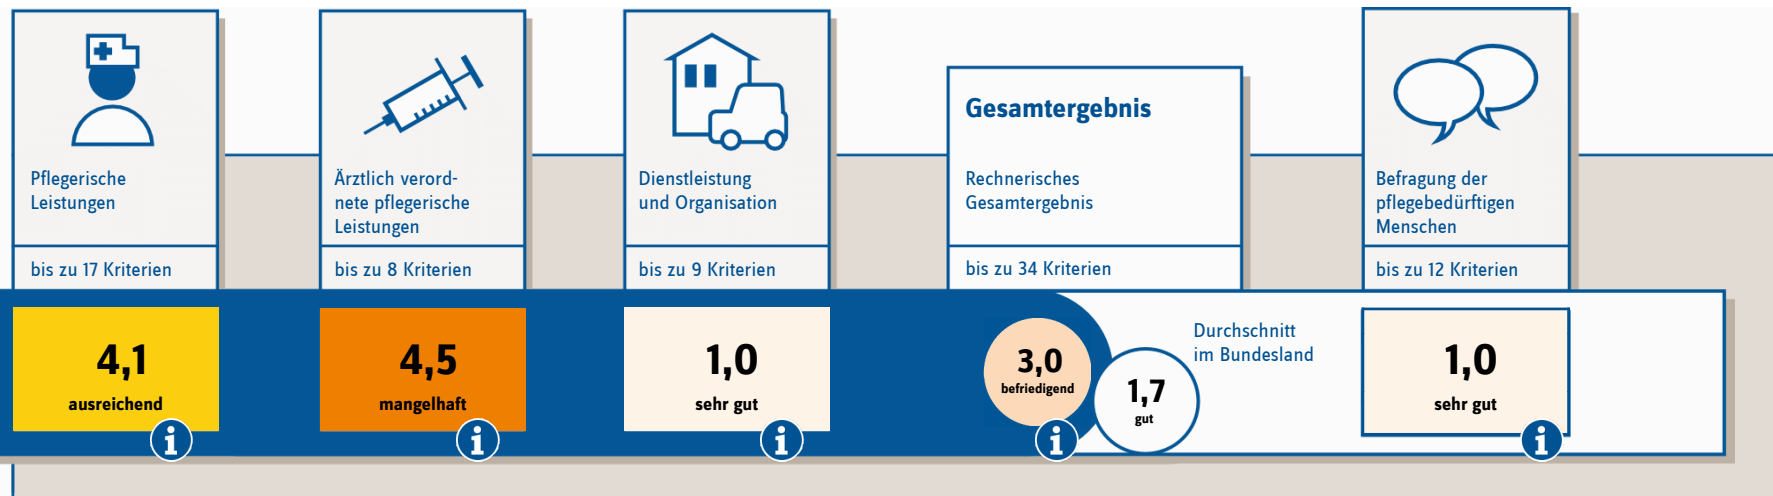 Pflegerische
Leistungen
bis zu 17 Kriterien
4,1
ausreichend
i
Ärztlich verord-
nete pflegerische
Leistungen
bis zu 8 Kriterien
4,5
mangelhaft
i
Dienstleistung
und Organisation
bis zu 9 Kriterien
1,0
sehr gut
i
Gesamtergebnis
Rechnerisches
Gesamtergebnis
bis zu 34 Kriterien
3,0
befriedigend
i
1,7
gut
Durchschnitt
im Bundesland
Befragung der
pflegebedürftigen
Menschen
bis zu 12 Kriterien
1,0
sehr gut
i